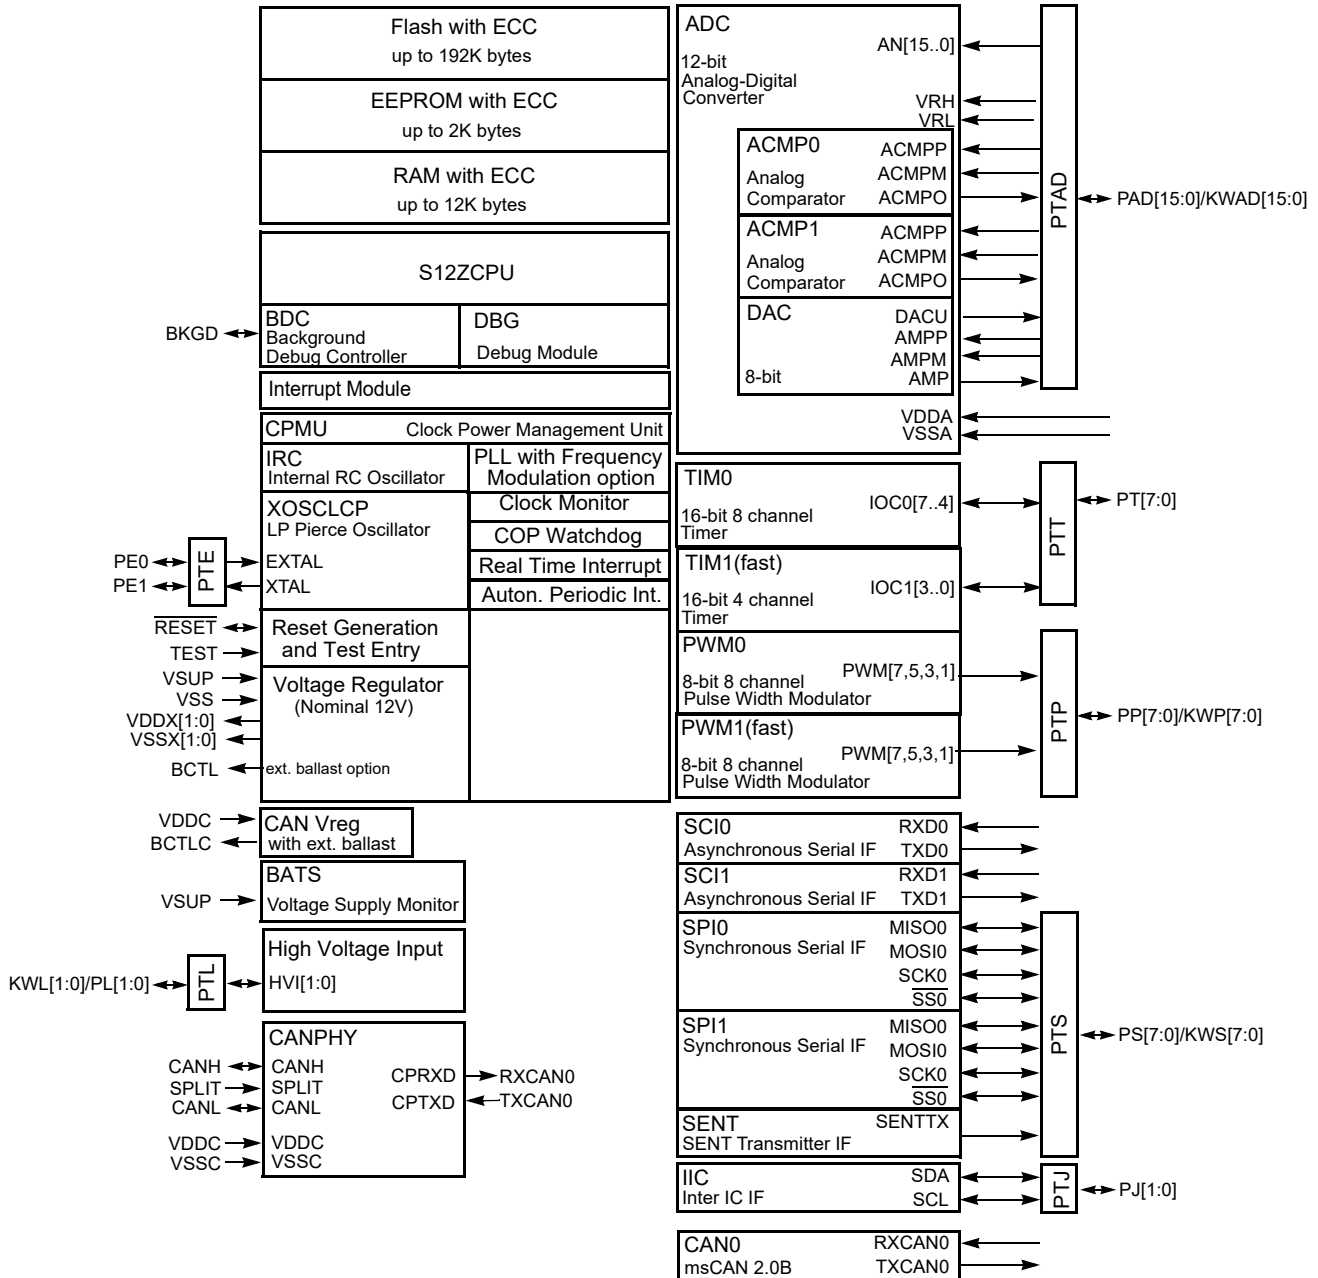 Flash with ECC
up to 192K bytes
EEPROM with ECC
up to 2K bytes
RAM with ECC
up to 12K bytes
S12ZCPU
BKGD
BDC
Background
Debug Controller
DBG
Debug Module
Interrupt Module
CPMU
Clock Power Management Unit
IRC
Internal RC Oscillator
PLL with Frequency
Modulation option
XOSCLCP
LP Pierce Oscillator
Clock Monitor
COP Watchdog
Real Time Interrupt
Auton. Periodic Int.
PE0
PE1
PTE
EXTAL
XTAL
RESET
TEST
Reset Generation
and Test Entry
VSUP
VSS
VDDX[1:0]
VSSX[1:0]
BCTL
Voltage Regulator
(Nominal 12V)
ext. ballast option
VDDC
BCTLC
CAN Vreg
with ext. ballast
VSUP
BATS
Voltage Supply Monitor
KWL[1:0]/PL[1:0]
PTL
High Voltage Input
HVI[1:0]
CANPHY
CANH
SPLIT
CANL
VDDC
VSSC
CANH
SPLIT
CANL
VDDC
VSSC
CPRXD
CPTXD
RXCAN0
TXCAN0
ADC
12-bit
Analog-Digital
Converter
AN[15..0]
VRH
VRL
ACMP0
Analog
Comparator
ACMPP
ACMPM
ACMPO
ACMP1
Analog
Comparator
ACMPP
ACMPM
ACMPO
DAC
8-bit
DACU
AMPP
AMPM
AMP
VDDA
VSSA
PTAD
PAD[15:0]/KWAD[15:0]
TIM0
16-bit 8 channel
Timer
IOC0[7..4]
TIM1(fast)
16-bit 4 channel
Timer
IOC1[3..0]
PTT
PT[7:0]
PWM0
8-bit 8 channel
Pulse Width Modulator
PWM[7,5,3,1]
PWM1(fast)
8-bit 8 channel
Pulse Width Modulator
PWM[7,5,3,1]
PTP
PP[7:0]/KWP[7:0]
SCI0
Asynchronous Serial IF
RXD0
TXD0
SCI1
Asynchronous Serial IF
RXD1
TXD1
SPI0
Synchronous Serial IF
MISO0
MOSI0
SCK0
SS0
SPI1
Synchronous Serial IF
MISO0
MOSI0
SCK0
SS0
SENT
SENT Transmitter IF
SENTTX
PTS
PS[7:0]/KWS[7:0]
IIC
Inter IC IF
SDA
SCL
PTJ
PJ[1:0]
CAN0
msCAN 2.0B
RXCAN0
TXCAN0